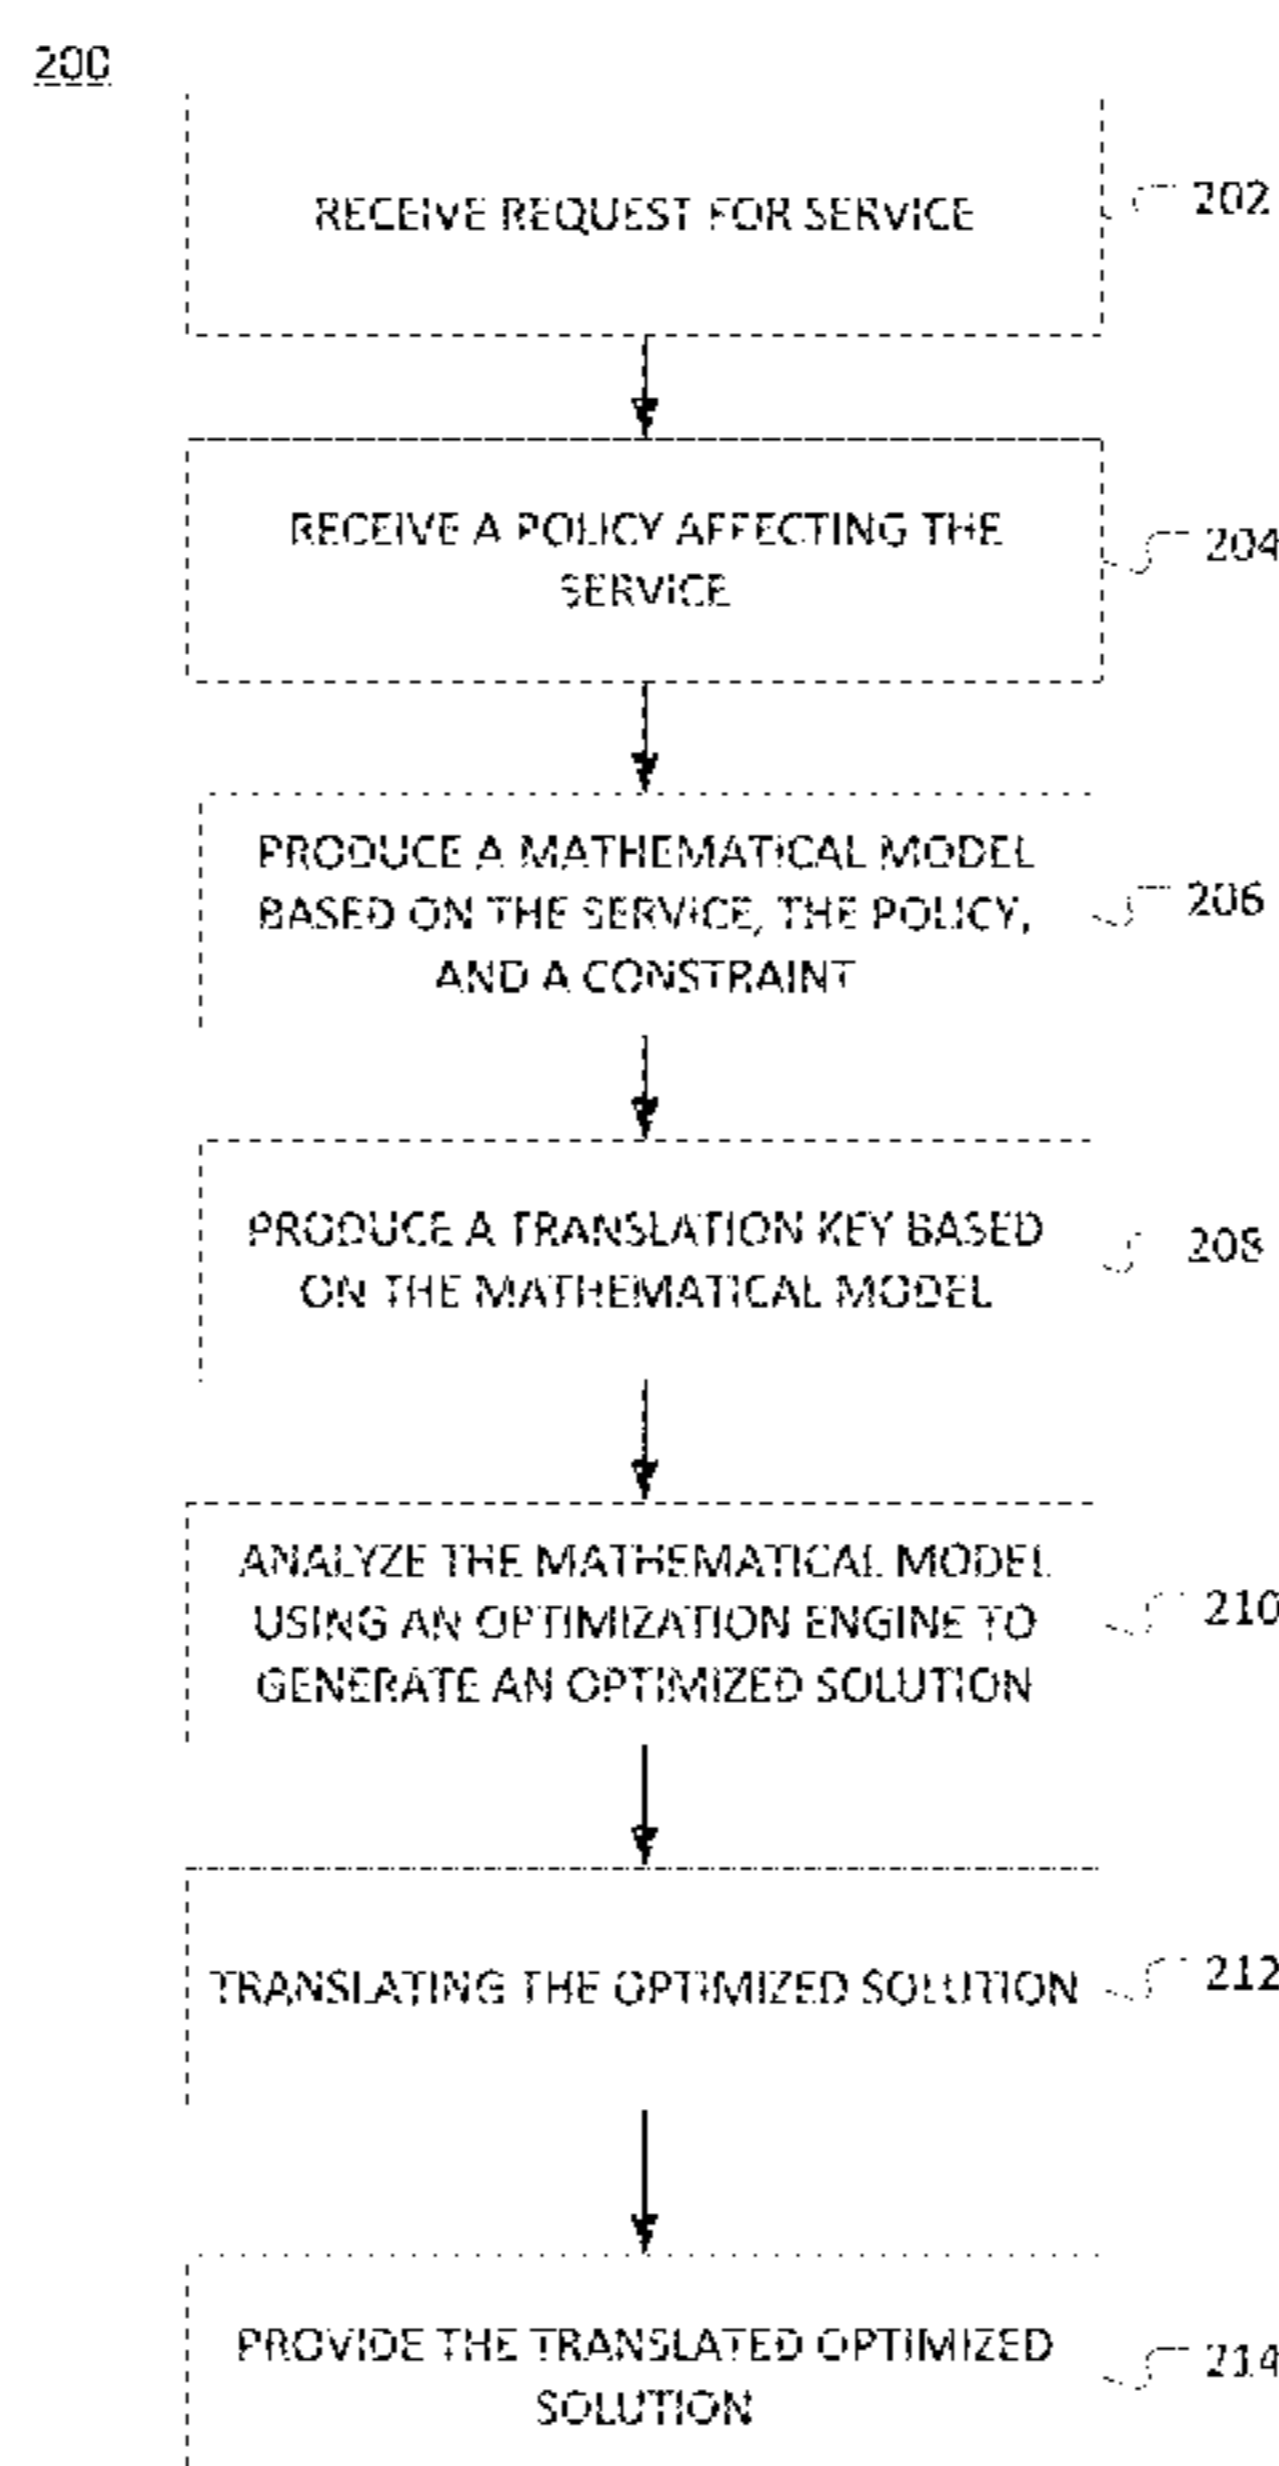 200
RECEIVE REQUEST FOR SERVICE
202
RECEIVE A POLICY AFFECTING THE
SERVICE
204
PRODUCE A MATHEMATICAL MODEL
BASED ON THE SERVICE, THE POLICY,
AND A CONSTRAINT
206
PRODUCE A TRANSLATION KEY BASED
ON THE MATHEMATICAL MODEL
208
ANALYZE THE MATHEMATICAL MODEL
USING AN OPTIMIZATION ENGINE TO
GENERATE AN OPTIMIZED SOLUTION
210
TRANSLATING THE OPTIMIZED SOLUTION
212
PROVIDE THE TRANSLATED OPTIMIZED
SOLUTION
214